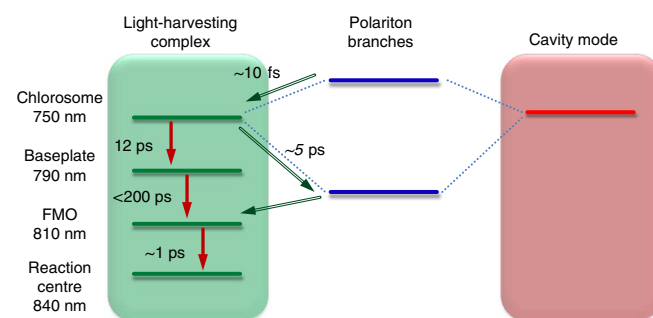 Light-harvesting
complex
Polariton
branches
Cavity mode
~10 fs
Chlorosome
750 nm
12 ps
~5 ps
Baseplate
790 nm
<200 ps
FMO
810 nm
~1 ps
Reaction
centre
840 nm